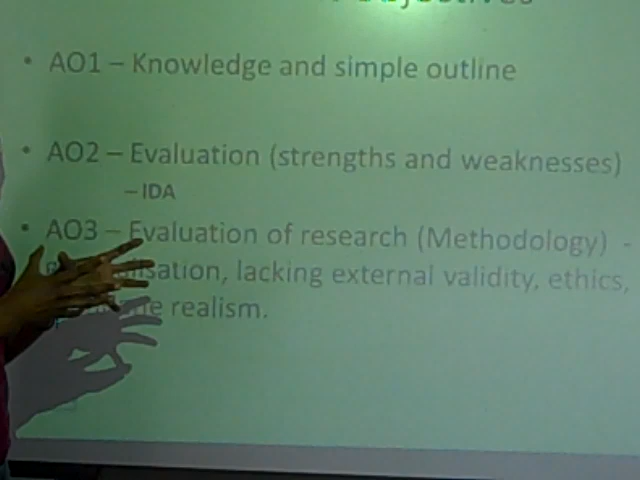 • AO1 – Knowledge and simple outline
• AO2 – Evaluation (strengths and weaknesses)
– IDA
• AO3 – Evaluation of research (Methodology) -
lacking external validity, ethics,
realism.